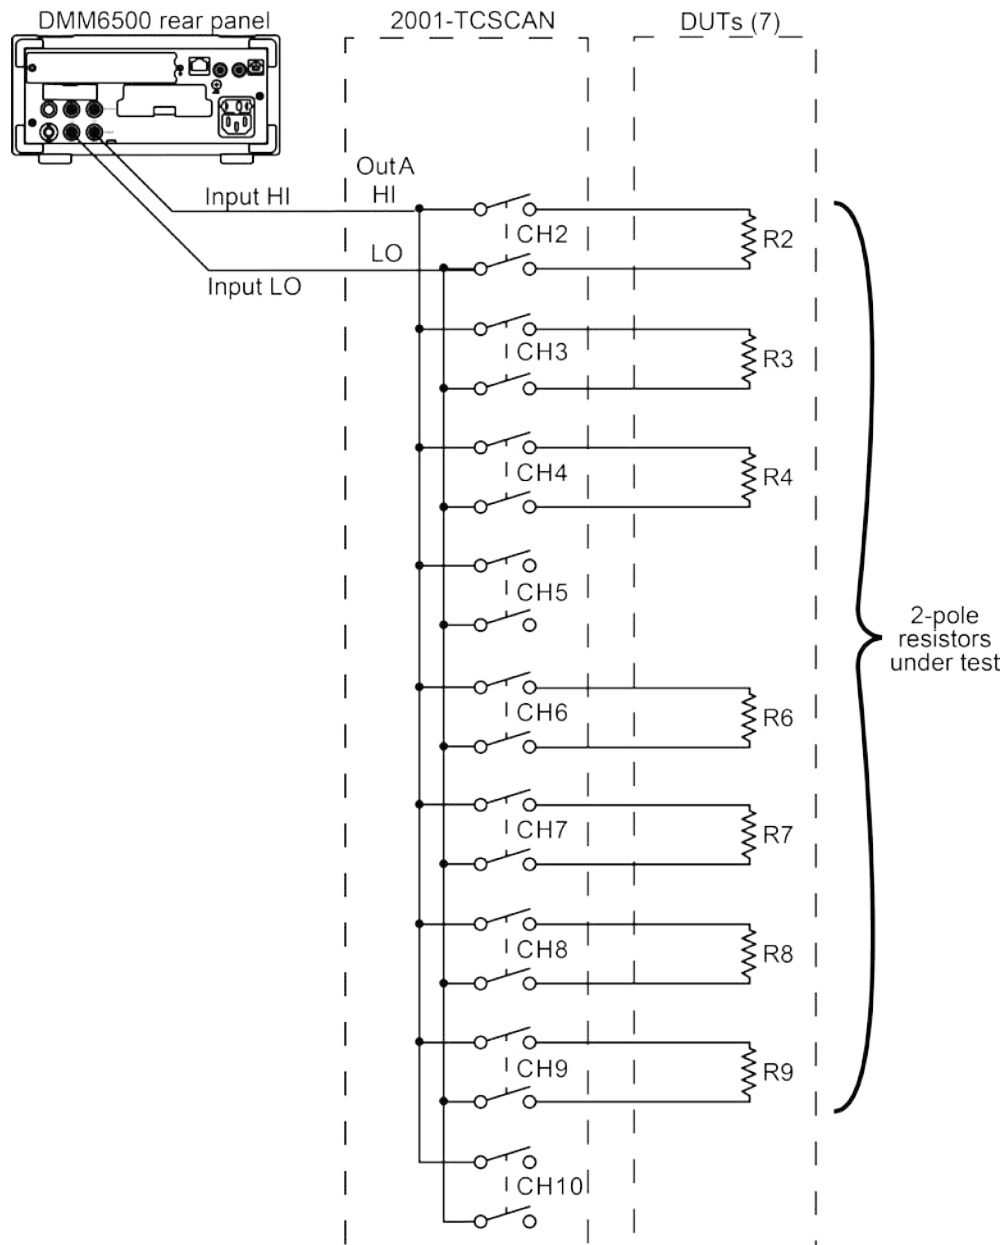 DMM6500 rear panel
2001-TCSCAN
DUTs (7)
OutA
HI
Input HI
LO
Input LO
CH2
R2
CH3
R3
CH4
R4
CH5
2-pole
resistors
under test
CH6
R6
CH7
R7
CH8
R8
CH9
R9
CH10